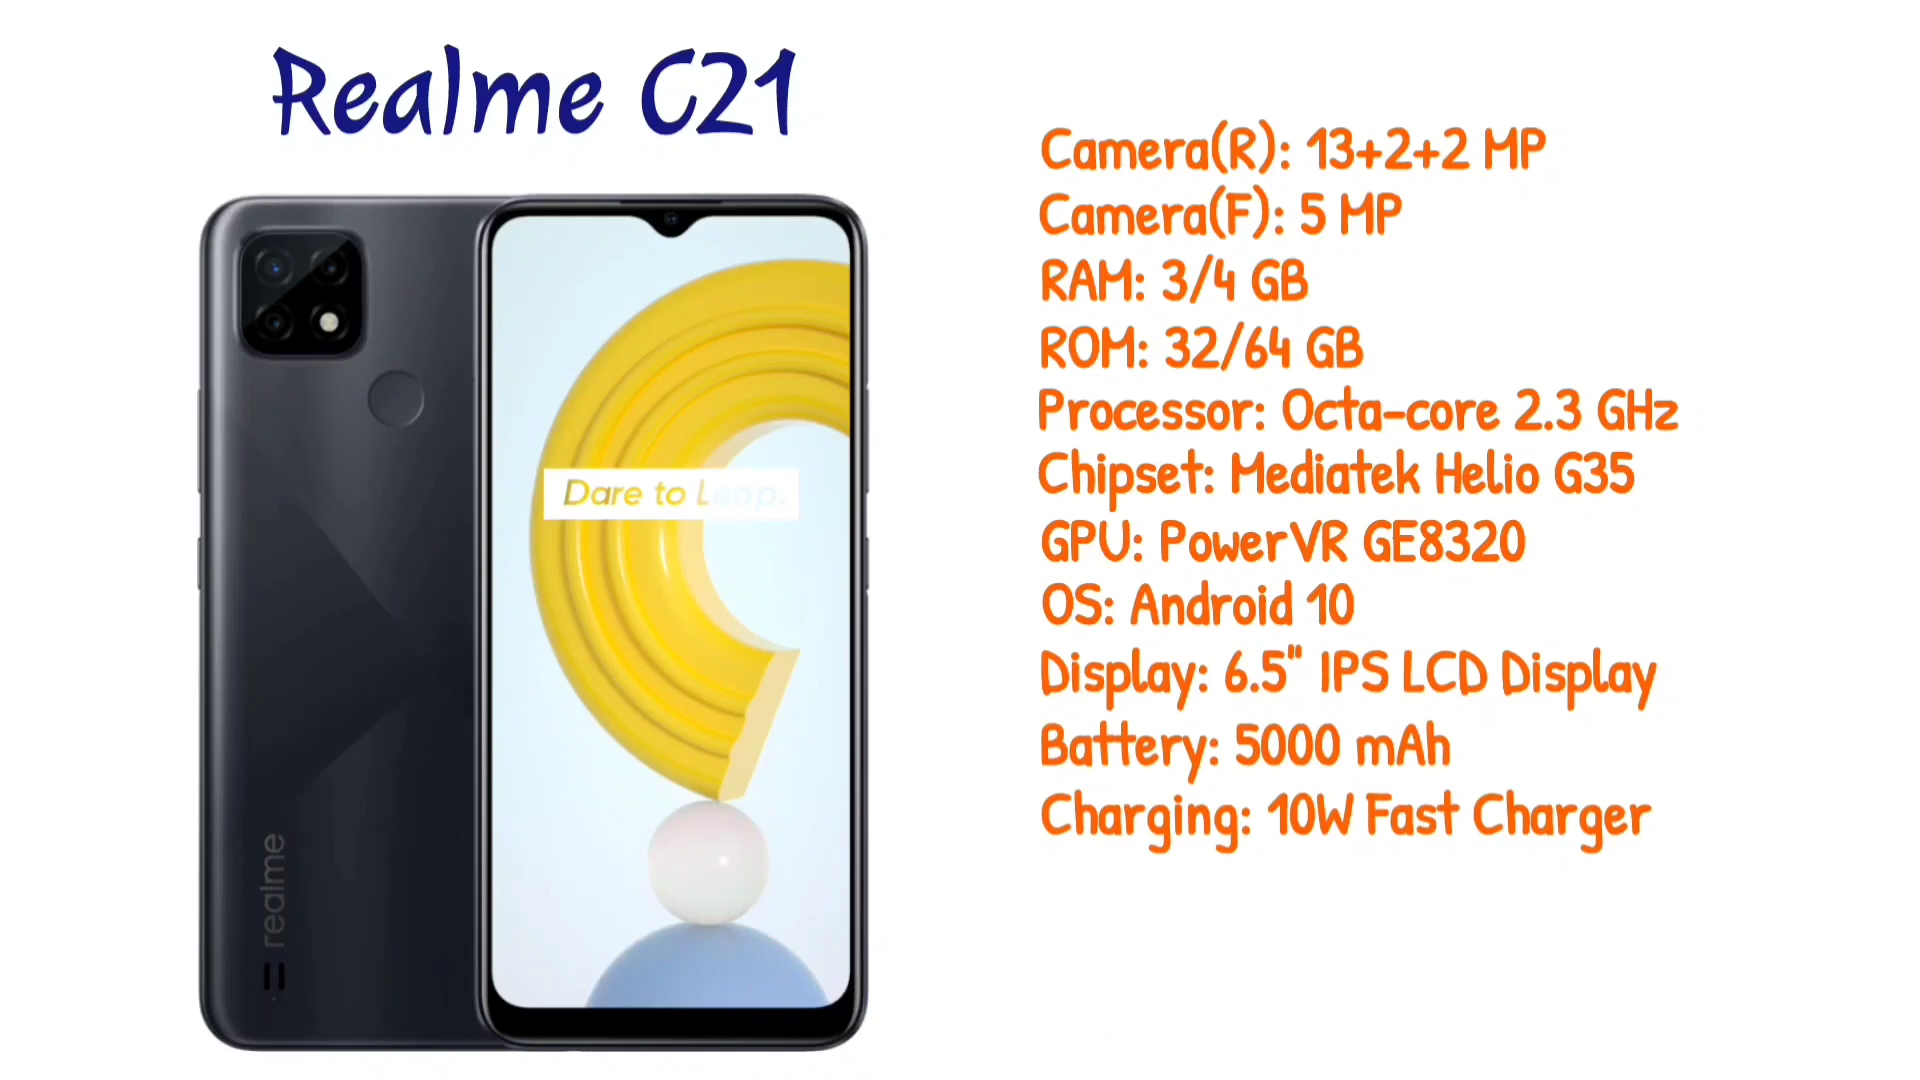 Realme C21
Camera(R): 13+2+2 MP
Camera(F): 5 MP
RAM: 3/4 GB
ROM: 32/64 GB
Processor: Octa-core 2.3 GHz
Chipset: Mediatek Helio G35
GPU: PowerVR GE8320
OS: Android 10
Display: 6.5" IPS LCD Display
Battery: 5000 mAh
Charging: 10W Fast Charger
Dare to Leap.
realme